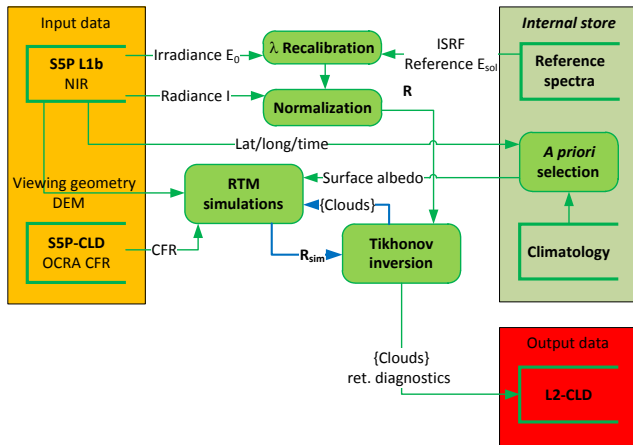 Input data
S5P L1b
NIR
Irradiance E0
λ Recalibration
ISRF
Reference Esol
Internal store
Reference
spectra
Radiance I
Normalization
R
Lat/long/time
A priori
selection
Viewing geometry
DEM
RTM
simulations
Surface albedo
{Clouds}
S5P-CLD
OCRA CFR
CFR
Rsim
Tikhonov
inversion
Climatology
{Clouds}
ret. diagnostics
Output data
L2-CLD